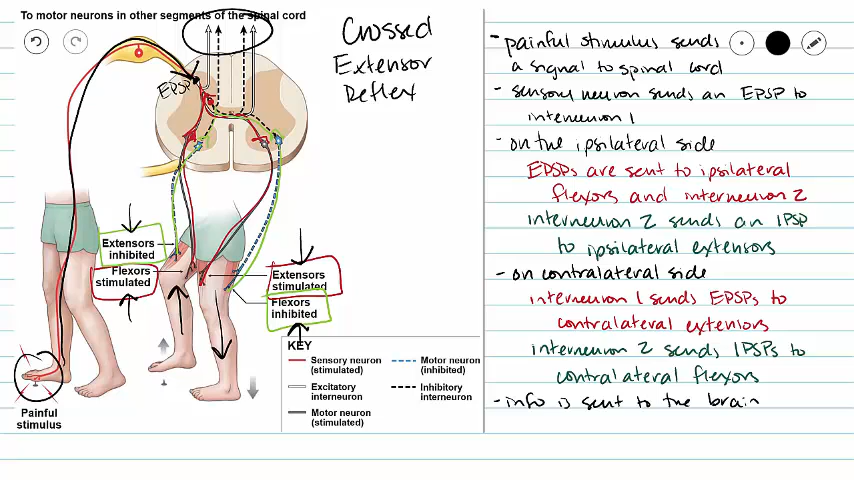 To motor neurons in other segments of the spinal cord
Crossed
Extensor
Reflex
EPSP
Extensors
inhibited
Flexors
stimulated
Extensors
stimulated
Flexors
inhibited
Painful
stimulus
KEY
Sensory neuron
(stimulated)
Excitatory
interneuron
Motor neuron
(stimulated)
Motor neuron
(inhibited)
Inhibitory
interneuron
- painful stimulus sends
a signal to spinal cord
- sensory neuron sends an EPSP to
interneuron 1
- on the ipsilateral side
EPSPs are sent to ipsilateral
flexors and interneuron 2
interneuron 2 sends an IPSP
to ipsilateral extensors
- on contralateral side
interneuron 1 sends EPSPs to
contralateral extensors
interneuron 2 sends IPSPs to
contralateral flexors
- info is sent to the brain